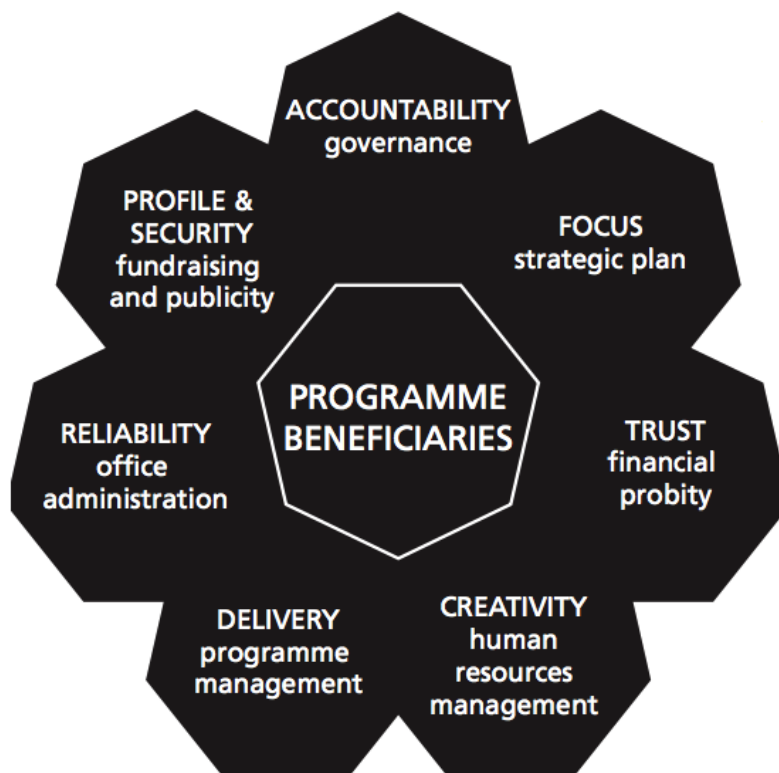 ACCOUNTABILITY
governance
PROFILE &
SECURITY
fundraising
and publicity
FOCUS
strategic plan
PROGRAMME
BENEFICIARIES
RELIABILITY
office
administration
TRUST
financial
probity
DELIVERY
programme
management
CREATIVITY
human
resources
management